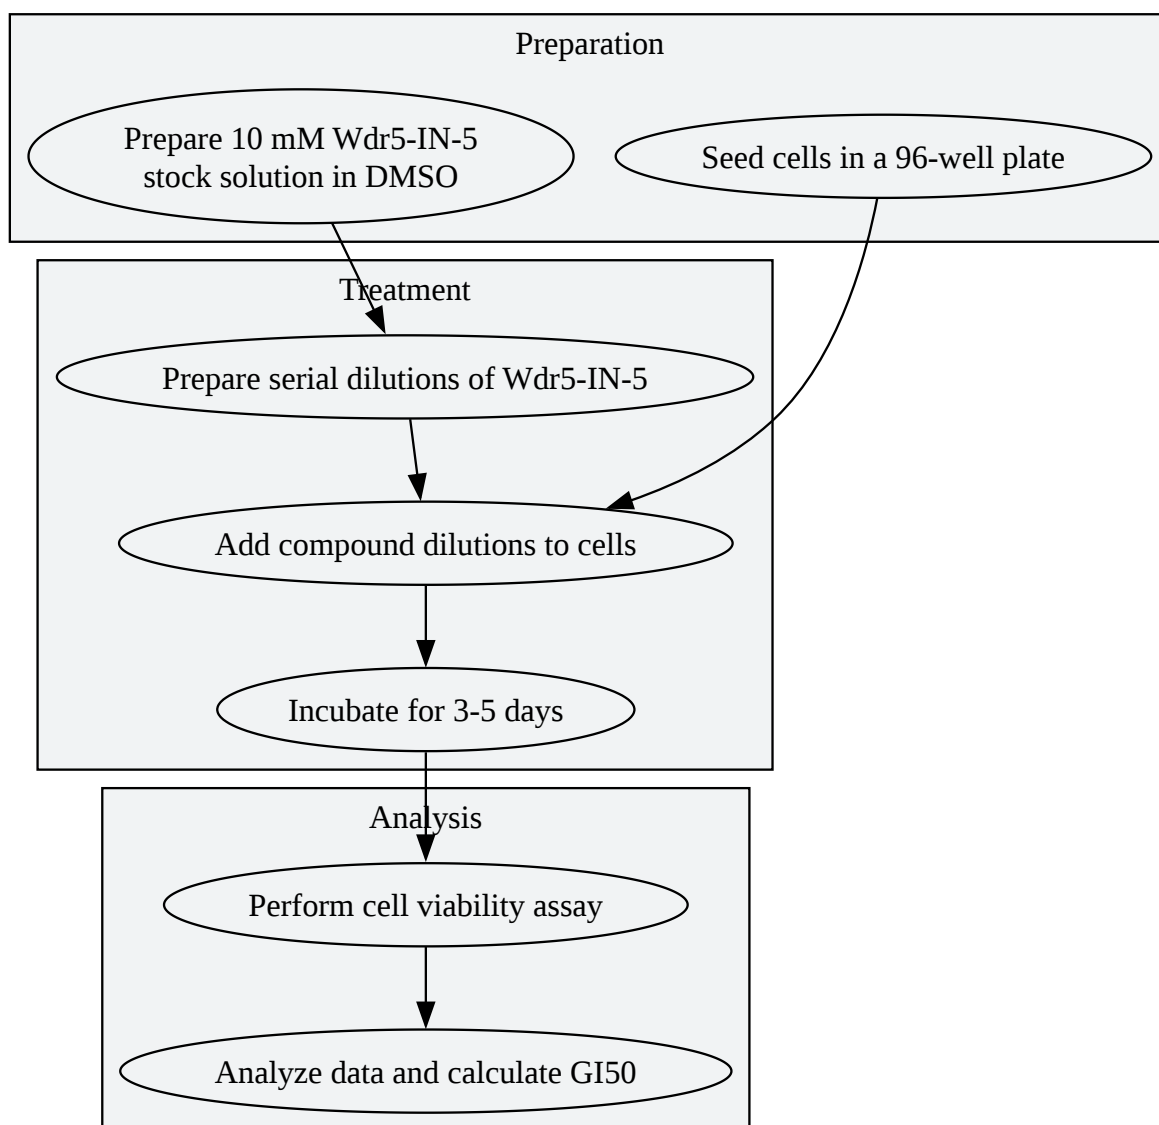 Preparation
Prepare 10 mM Wdr5-IN-5
stock solution in DMSO
Seed cells in a 96-well plate
Treatment
Prepare serial dilutions of Wdr5-IN-5
Add compound dilutions to cells
Incubate for 3-5 days
Analysis
Perform cell viability assay
Analyze data and calculate GI50